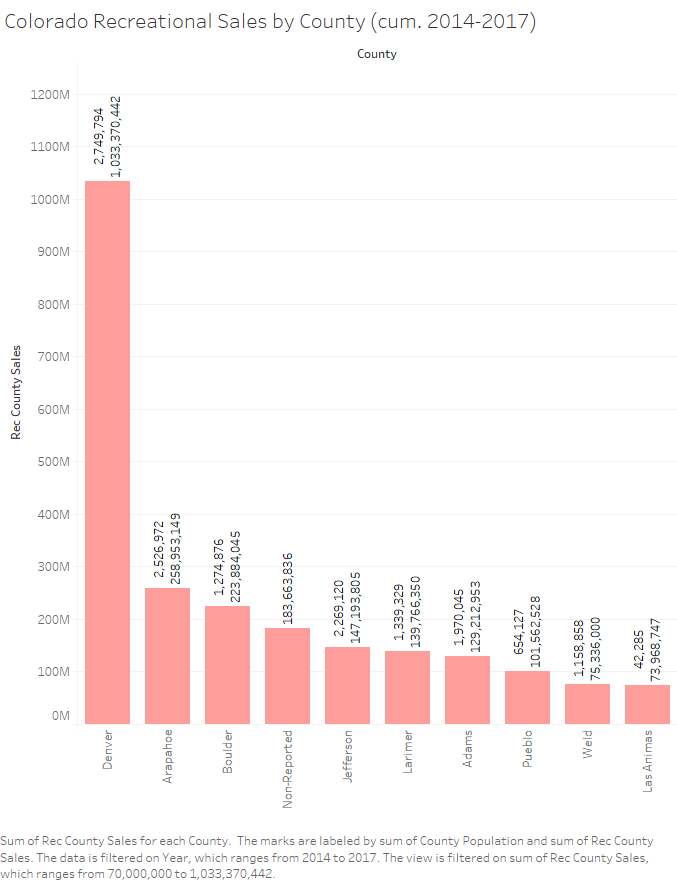 Colorado Recreational Sales by County (cum. 2014-2017)
County
Rec County Sales
1200M
1100M
1000M
900M
800M
700M
600M
500M
400M
300M
200M
100M
0M
2,749,794
1,033,370,442
2,526,972
258,953,149
1,274,876
223,884,045
183,663,836
2,269,120
147,193,805
1,339,329
139,766,350
1,970,045
129,212,953
654,127
101,562,528
1,158,858
75,336,000
42,285
73,968,747
Denver
Arapahoe
Boulder
Non-Reported
Jefferson
Larimer
Adams
Pueblo
Weld
Las Animas
Sum of Rec County Sales for each County.  The marks are labeled by sum of County Population and sum of Rec County
Sales. The data is filtered on Year, which ranges from 2014 to 2017. The view is filtered on sum of Rec County Sales,
which ranges from 70,000,000 to 1,033,370,442.